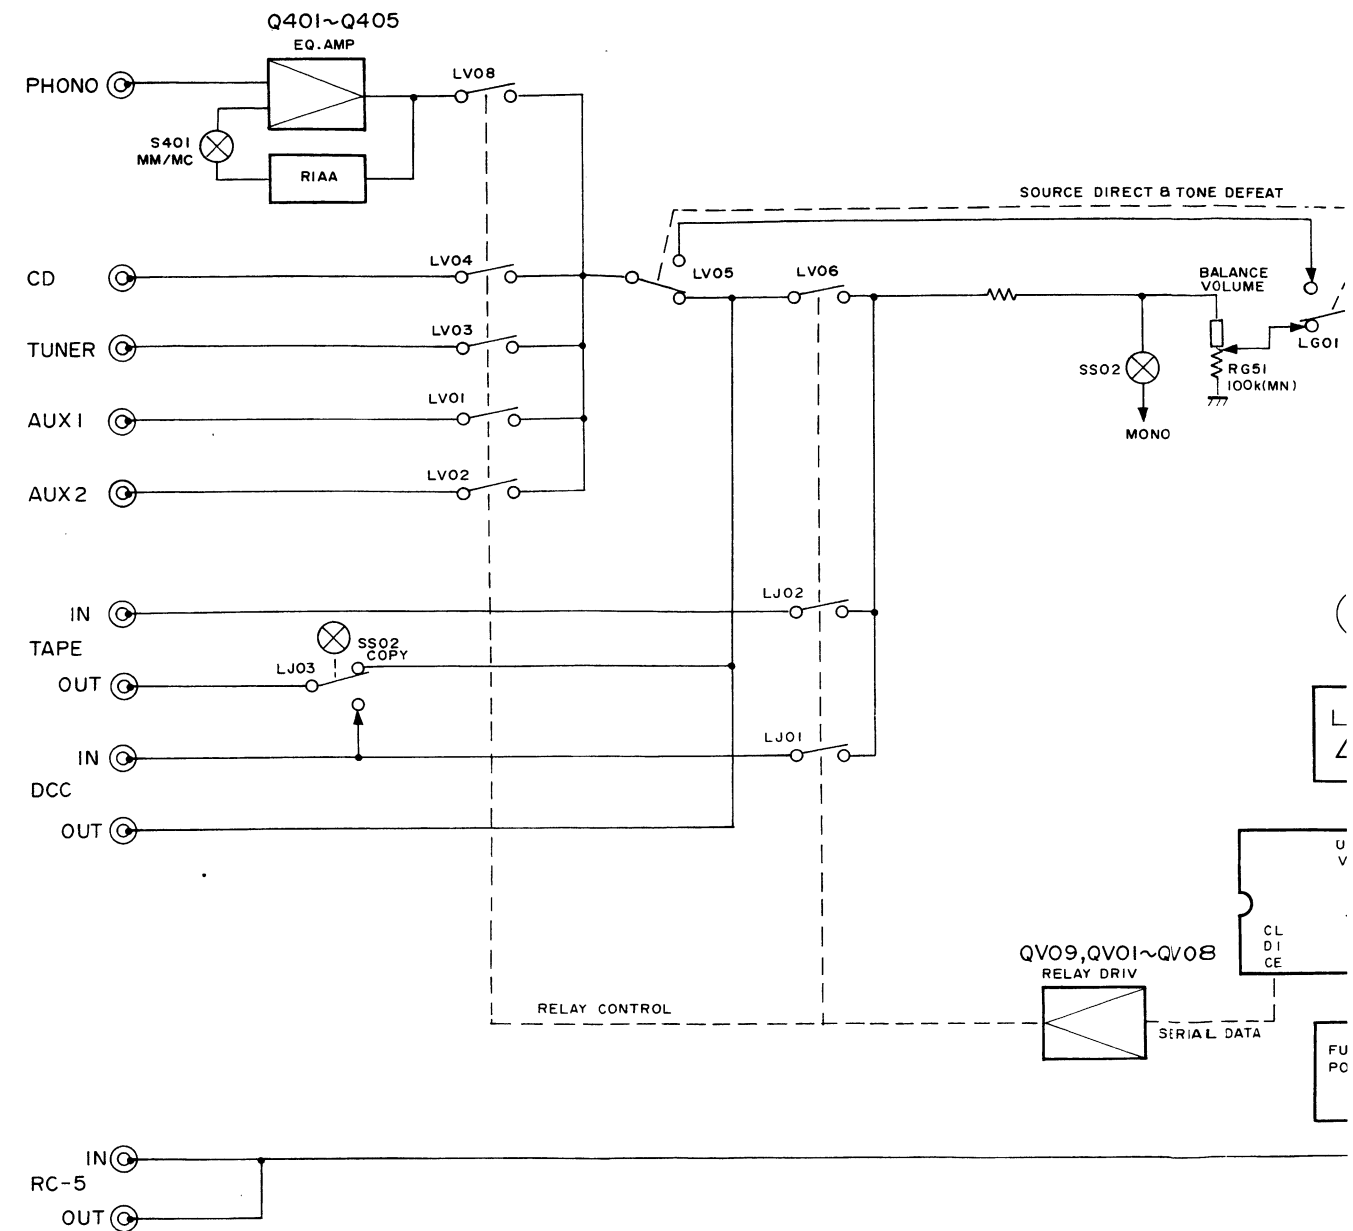 Q401~Q405
EQ.AMP
PHONO
LV08
S401
MM/MC
RIAA
SOURCE DIRECT & TONE DEFEAT
CD
LV04
LV05
LV06
BALANCE
VOLUME
TUNER
LV03
LG01
SS02
RG51
100k(MN)
AUX1
LV01
MONO
AUX2
LV02
IN
LJ02
TAPE
SS02
COPY
OUT
LJ03
IN
LJ01
DCC
OUT
CL
DI
CE
QV09,QV01~QV08
RELAY DRIV
RELAY CONTROL
SERIAL DATA
FU
PO
IN
RC-5
OUT